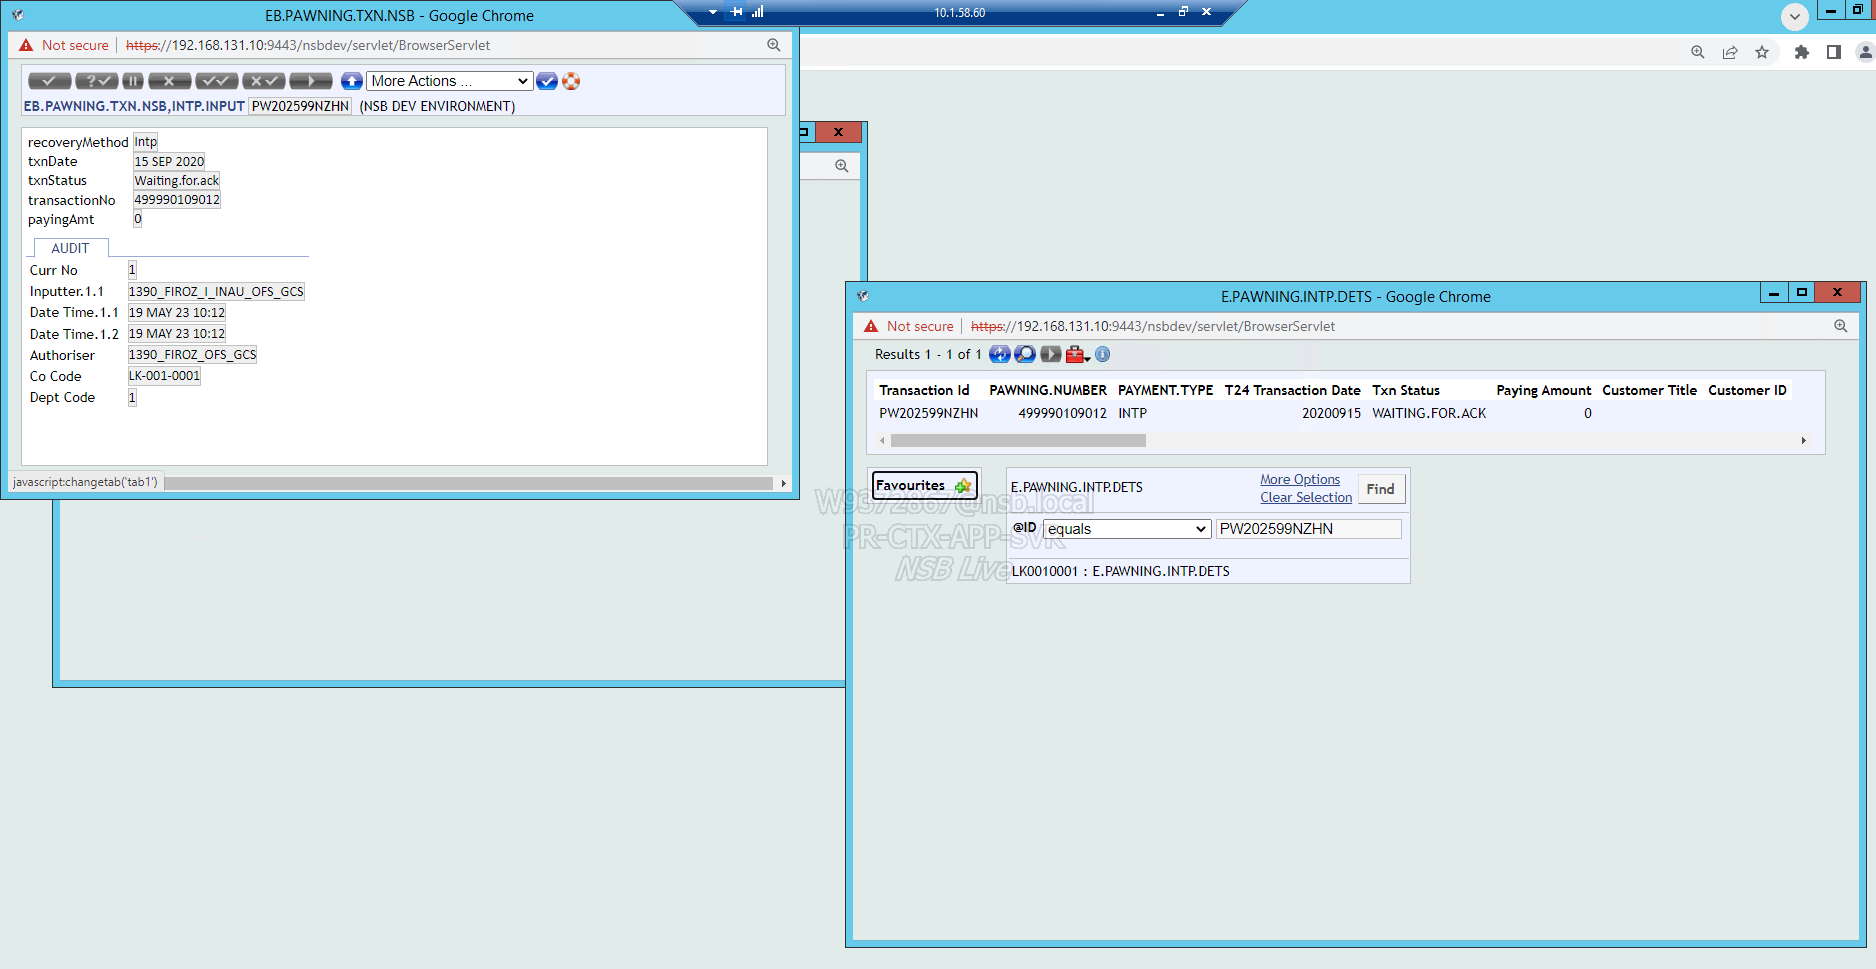 EB.PAWNING.TXN.NSB - Google Chrome
10.1.58.60
Not secure https://192.168.131.10:9443/nsbdev/servlet/BrowserServlet
More Actions ...
EB.PAWNING.TXN.NSB,INTP.INPUT PW202599NZHN (NSB DEV ENVIRONMENT)
recoveryMethod Intp
txnDate 15 SEP 2020
txnStatus Waiting.for.ack
transactionNo 499990109012
payingAmt 0
AUDIT
Curr No 1
Inputter.1.1 1390_FIROZ_I_INAU_OFS_GCS
Date Time.1.1 19 MAY 23 10:12
Date Time.1.2 19 MAY 23 10:12
Authoriser 1390_FIROZ_OFS_GCS
Co Code LK-001-0001
Dept Code 1
javascript:changetab('tab1')
E.PAWNING.INTP.DETS - Google Chrome
Not secure https://192.168.131.10:9443/nsbdev/servlet/BrowserServlet
Results 1 - 1 of 1
Transaction Id PAWNING.NUMBER PAYMENT.TYPE T24 Transaction Date Txn Status Paying Amount Customer Title Customer ID
PW202599NZHN 499990109012 INTP 20200915 WAITING.FOR.ACK 0
Favourites
E.PAWNING.INTP.DETS
More Options
Clear Selection
Find
@ID equals PW202599NZHN
LK0010001 : E.PAWNING.INTP.DETS
W9372867@nsb.local
PR-CTX-APP-SVR
NSB Live